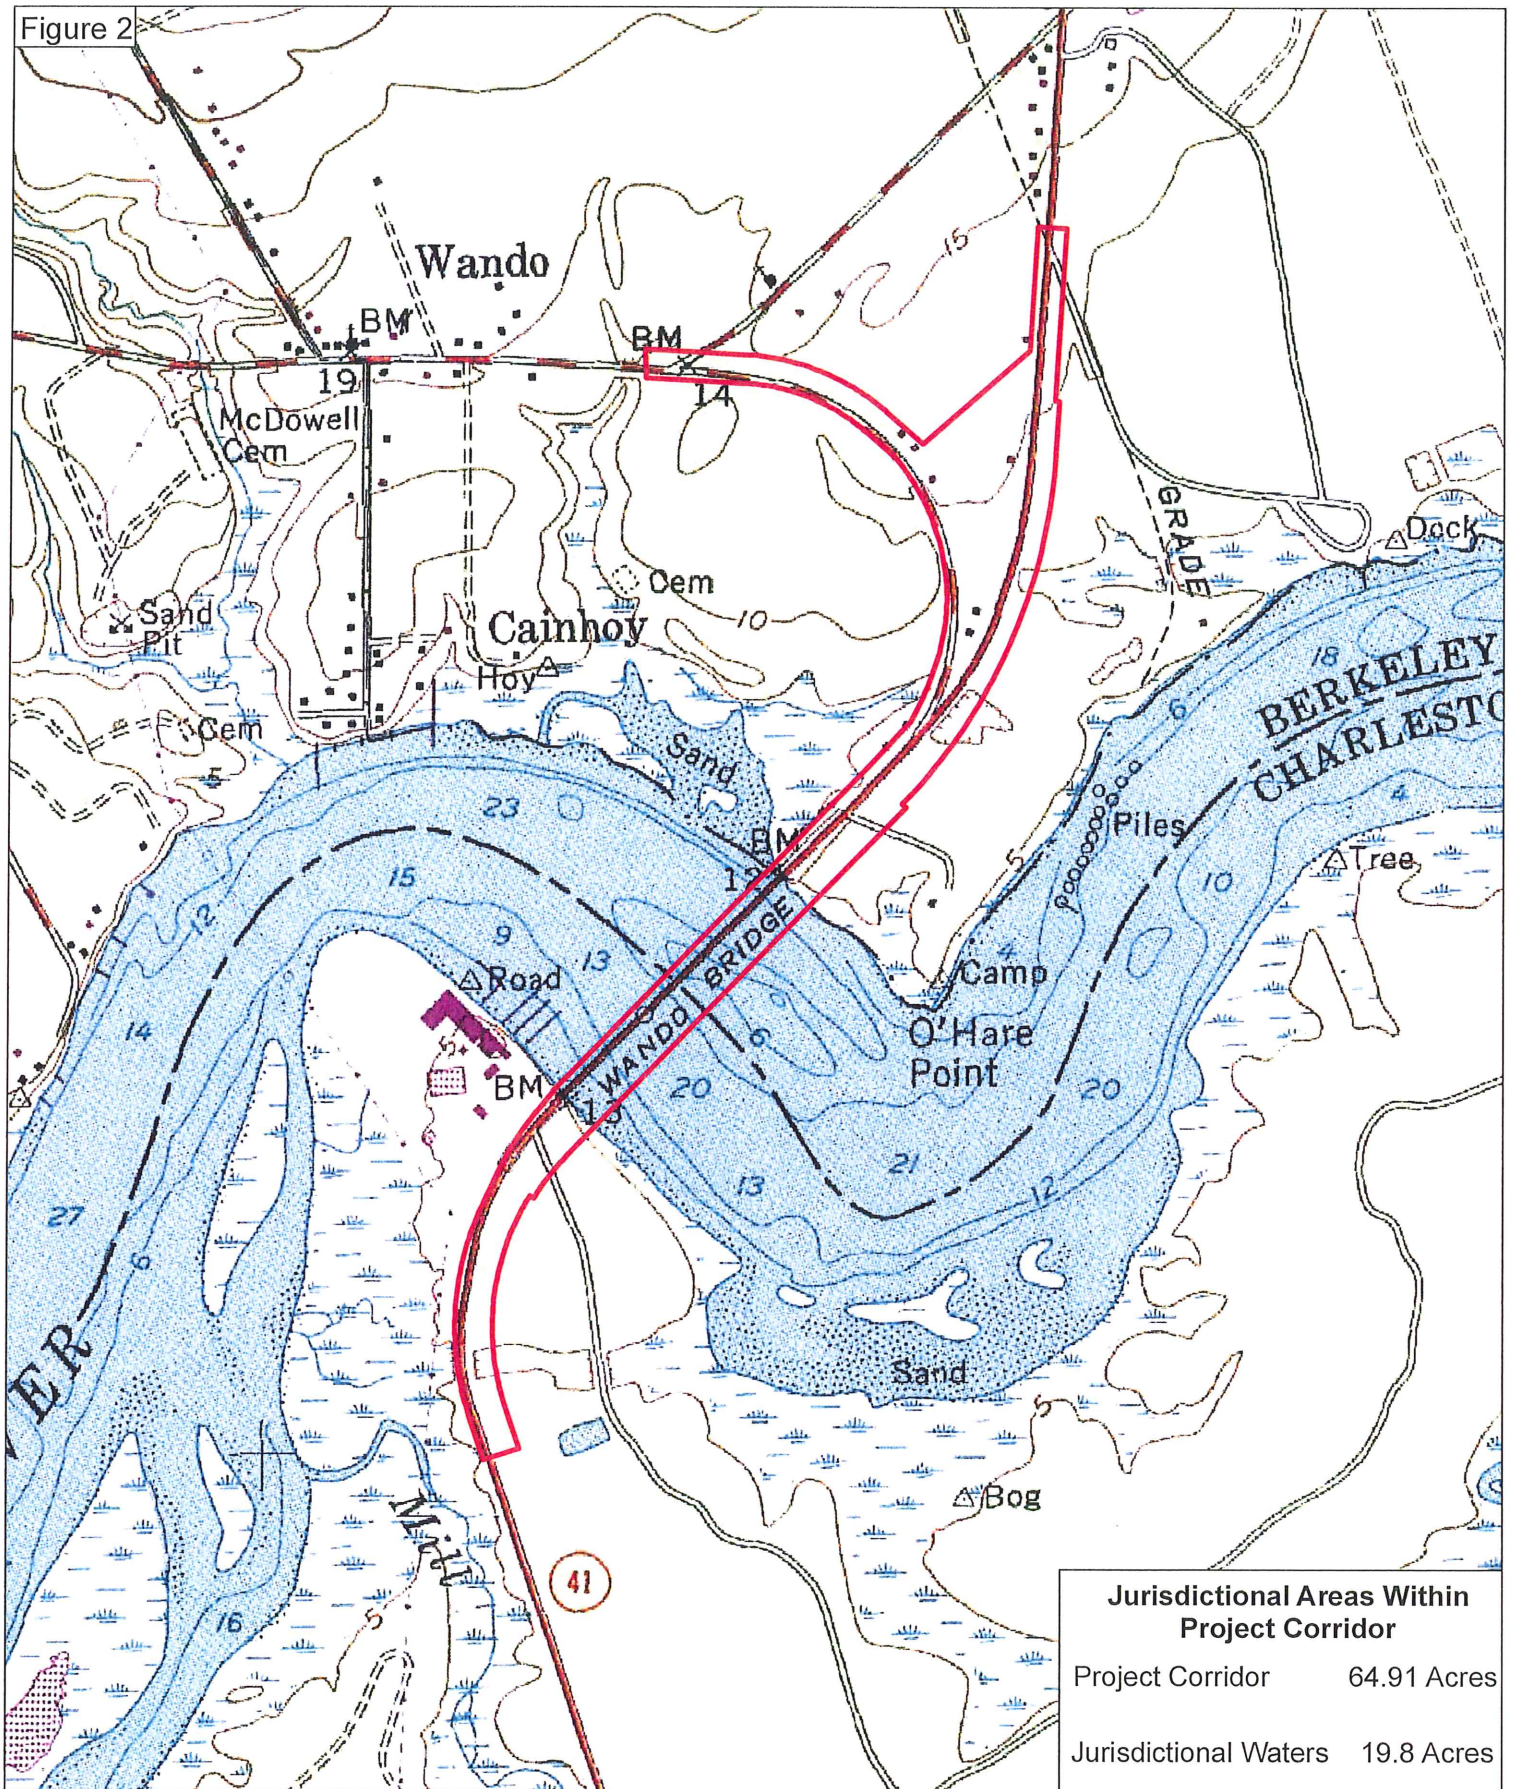 Figure 2
Wando
15
BM
BM
19
14
McDowell
Cem
GRADE
Dock
Sand
Pit
Cem
Cainhoy
10
Hoy
18
BERKELEY
CHARLESTO
6
Cem
5
Sand
23
4
Piles
BM
5
Tree
15
10
12
9
13
BRIDGE
4
Camp
Road
14
O'Hare
Point
6
WANDO
5
BM
13
20
20
21
13
12
27
6
ER
Sand
5
Bog
Mill
41
5
16
Jurisdictional Areas Within
Project Corridor
Project Corridor 64.91 Acres
Jurisdictional Waters 19.8 Acres